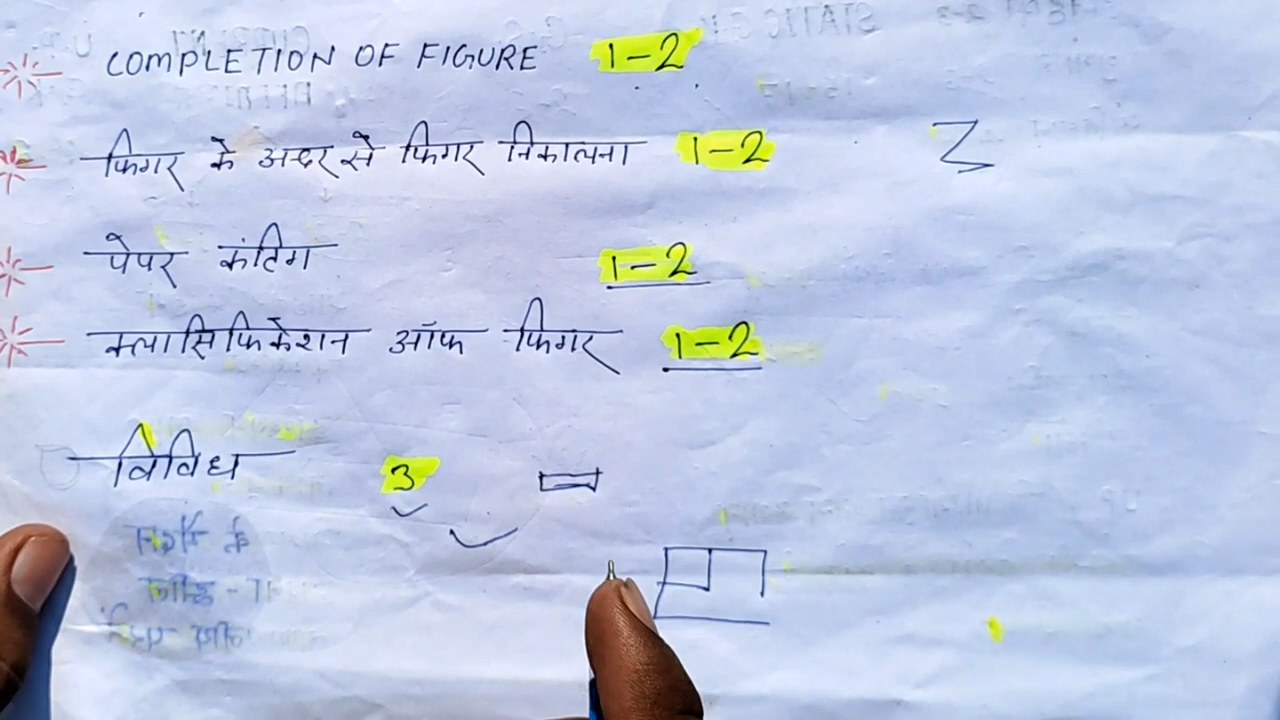 COMPLETION OF FIGURE 1-2
फिगर के अन्दर से फिगर निकालना 1-2
पेपर कंटिग 1-2
क्लासिफिकेशन ऑफ फिगर 1-2
विविध 3